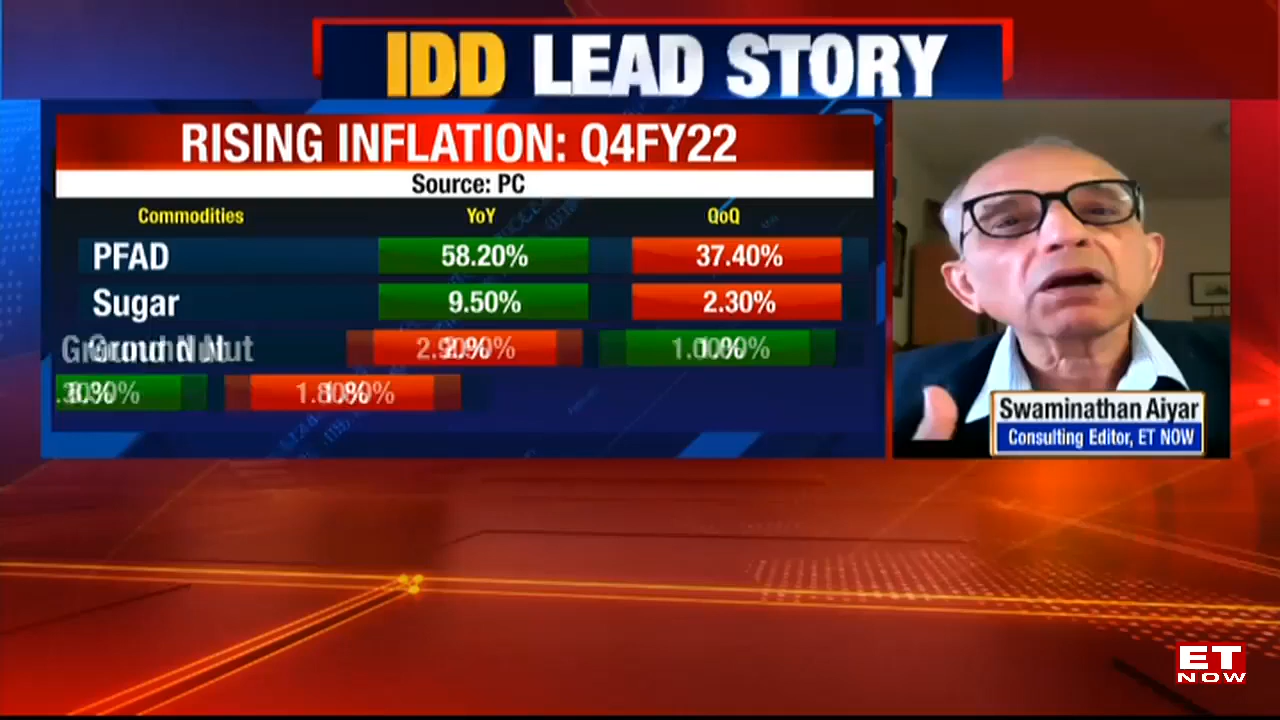 IDD LEAD STORY
RISING INFLATION: Q4FY22
Source: PC
Commodities YoY QoQ
PFAD 58.20% 37.40%
Sugar 9.50% 2.30%
Swaminathan Aiyar
Consulting Editor, ET NOW
ET
NOW